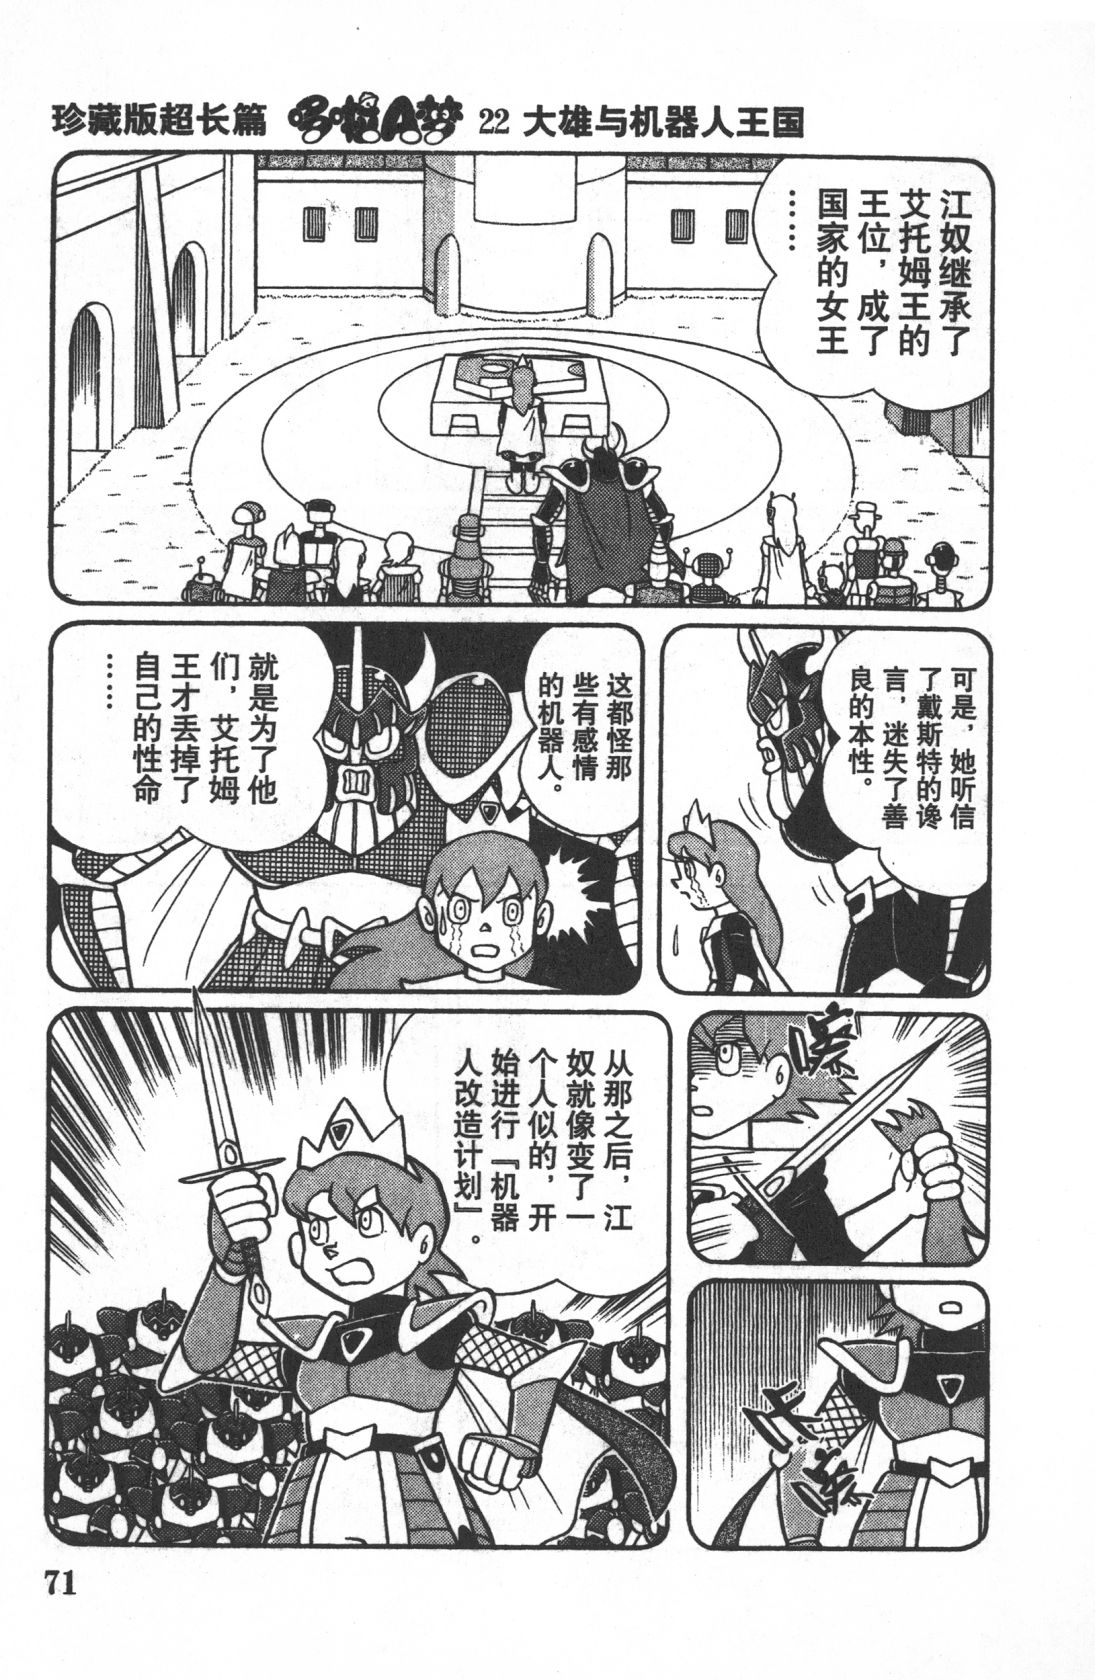 珍藏版超长篇 哆啦A梦 22 大雄与机器人王国
江奴继承了
艾托姆王的
王位，成了
国家的女王
……
可是，她听信
了戴斯特的谗
言，迷失了善
良的本性。
这都怪那
些有感情
的机器人。
就是为了他
们，艾托姆
王才丢掉了
自己的性命
……
嚓
咔
嚓
从那之后，江
奴就像变了一
个人似的，开
始进行『机器
人改造计划』。
71